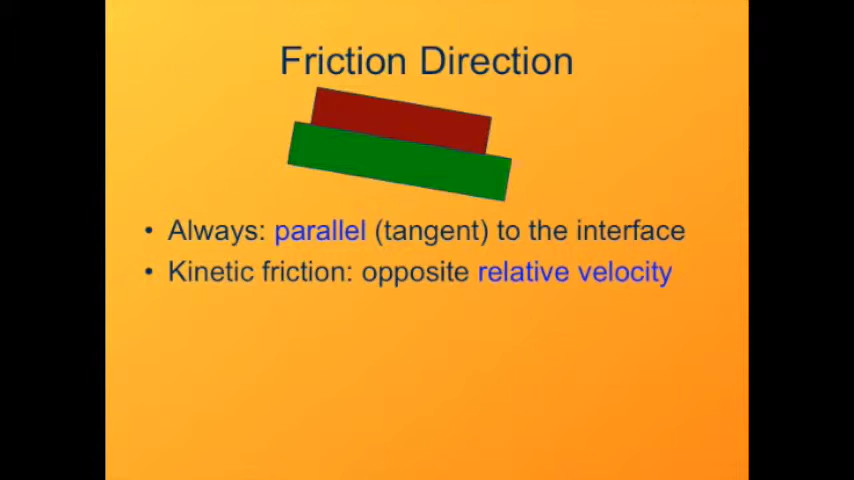 Friction Direction
• Always: parallel (tangent) to the interface
• Kinetic friction: opposite relative velocity